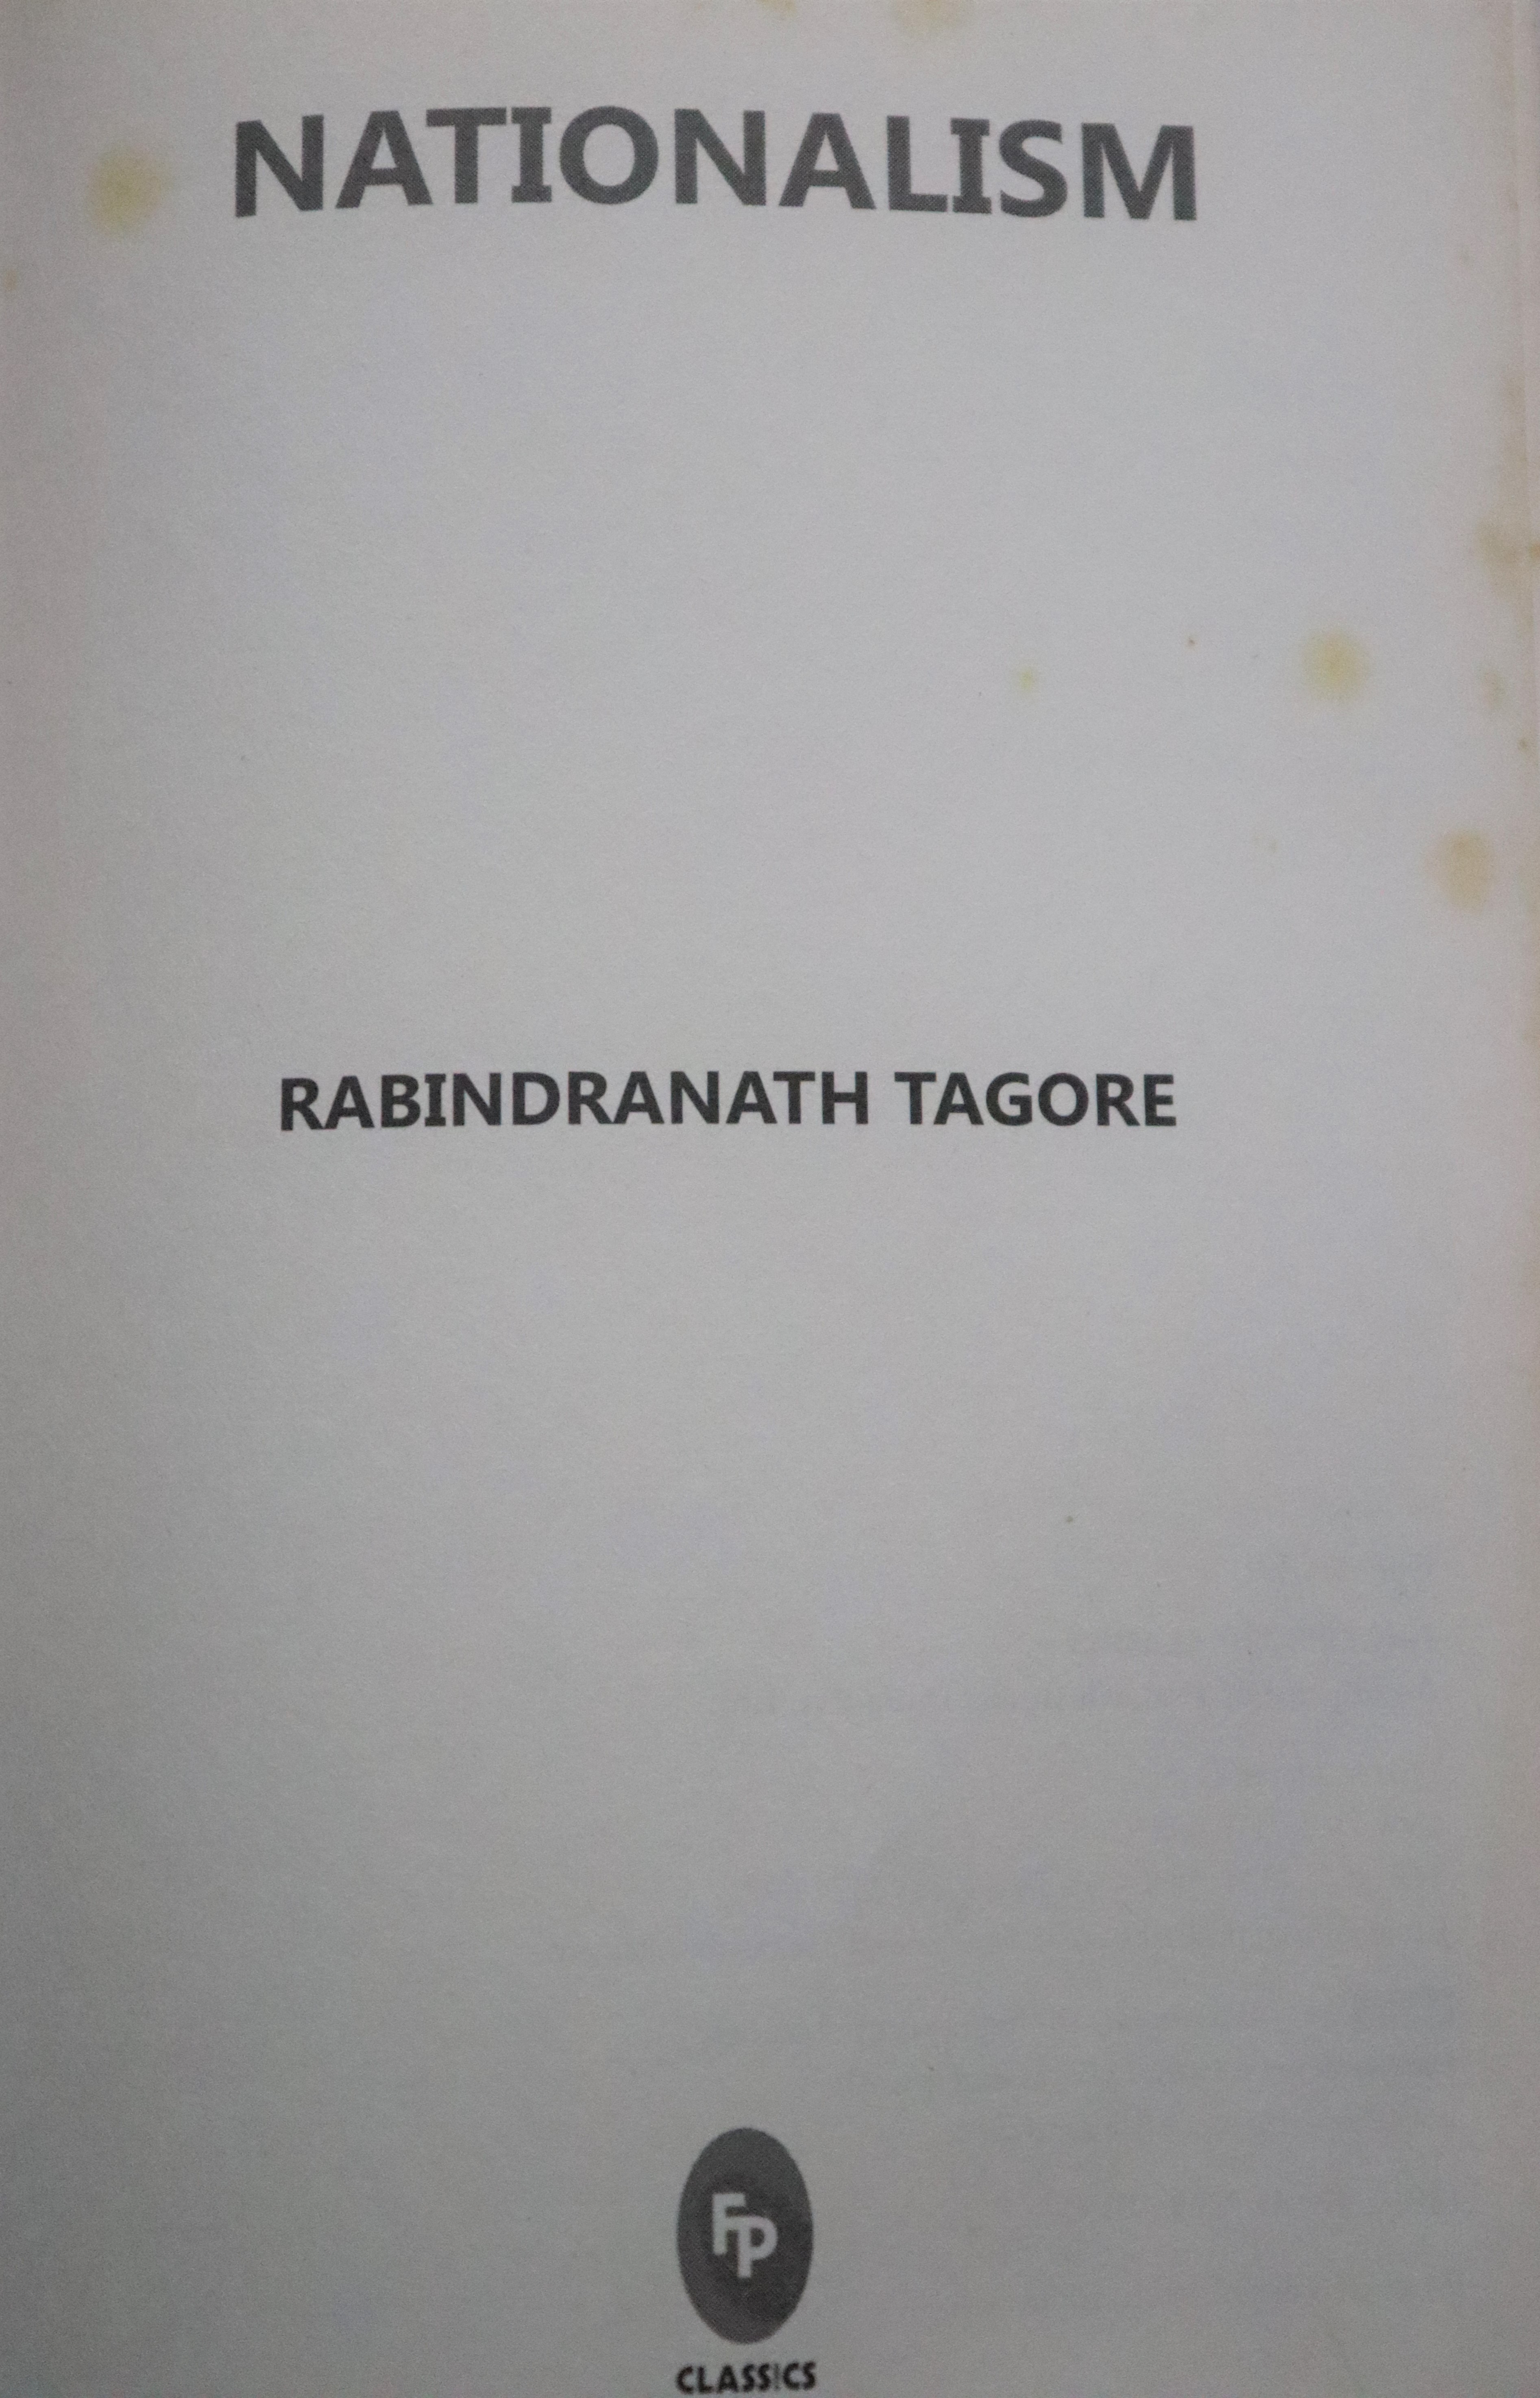 NATIONALISM
RABINDRANATH TAGORE
FP
CLASSICS